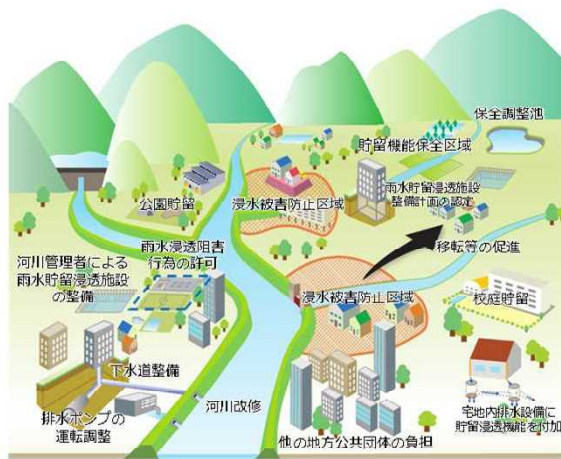 保全調整池
貯留機能保全区域
雨水貯留浸透施設
整備計画の認定
公園貯留
浸水被害防止区域
移転等の促進
雨水浸透阻害
行為の許可
河川管理者による
雨水貯留浸透施設
の整備
浸水被害防止区域
校庭貯留
下水道整備
排水ポンプの
運転調整
河川改修
他の地方公共団体の負担
宅地内排水設備に
貯留浸透機能を付加